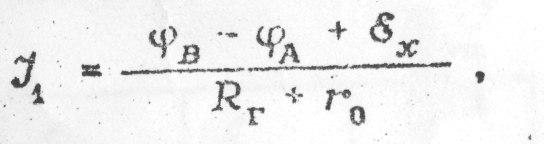 J₁ = (φ_B − φ_A + ℰ_x) / (R_Г + r₀),